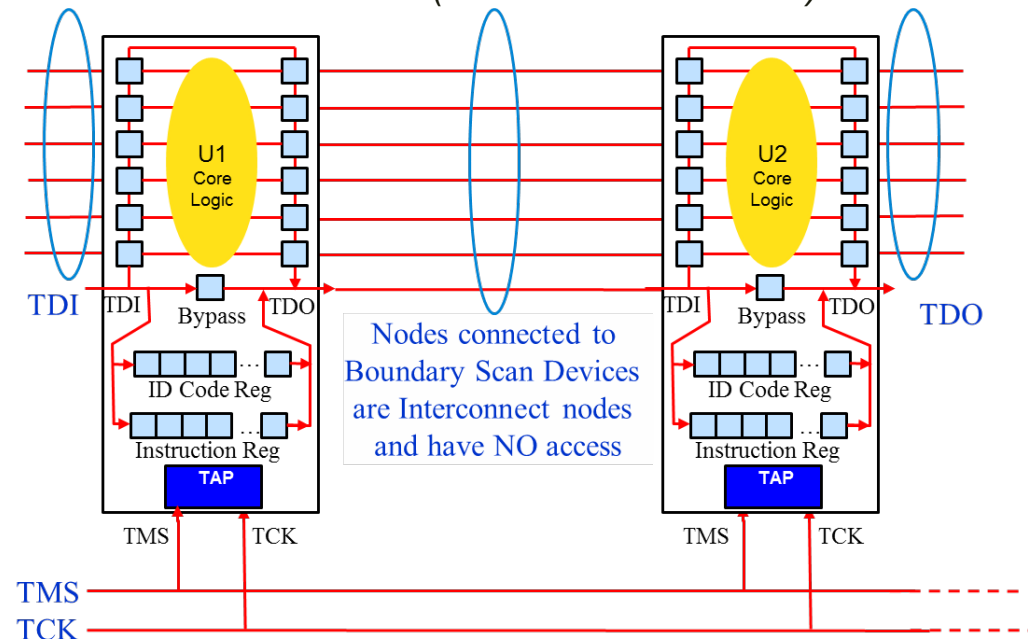 U1
Core
Logic
U2
Core
Logic
TDI
TDI
Bypass
TDO
TDI
Bypass
TDO
TDO
Nodes connected to
Boundary Scan Devices
are Interconnect nodes
and have NO access
...
ID Code Reg
...
Instruction Reg
...
ID Code Reg
...
Instruction Reg
TAP
TAP
TMS
TCK
TMS
TCK
TMS
TCK